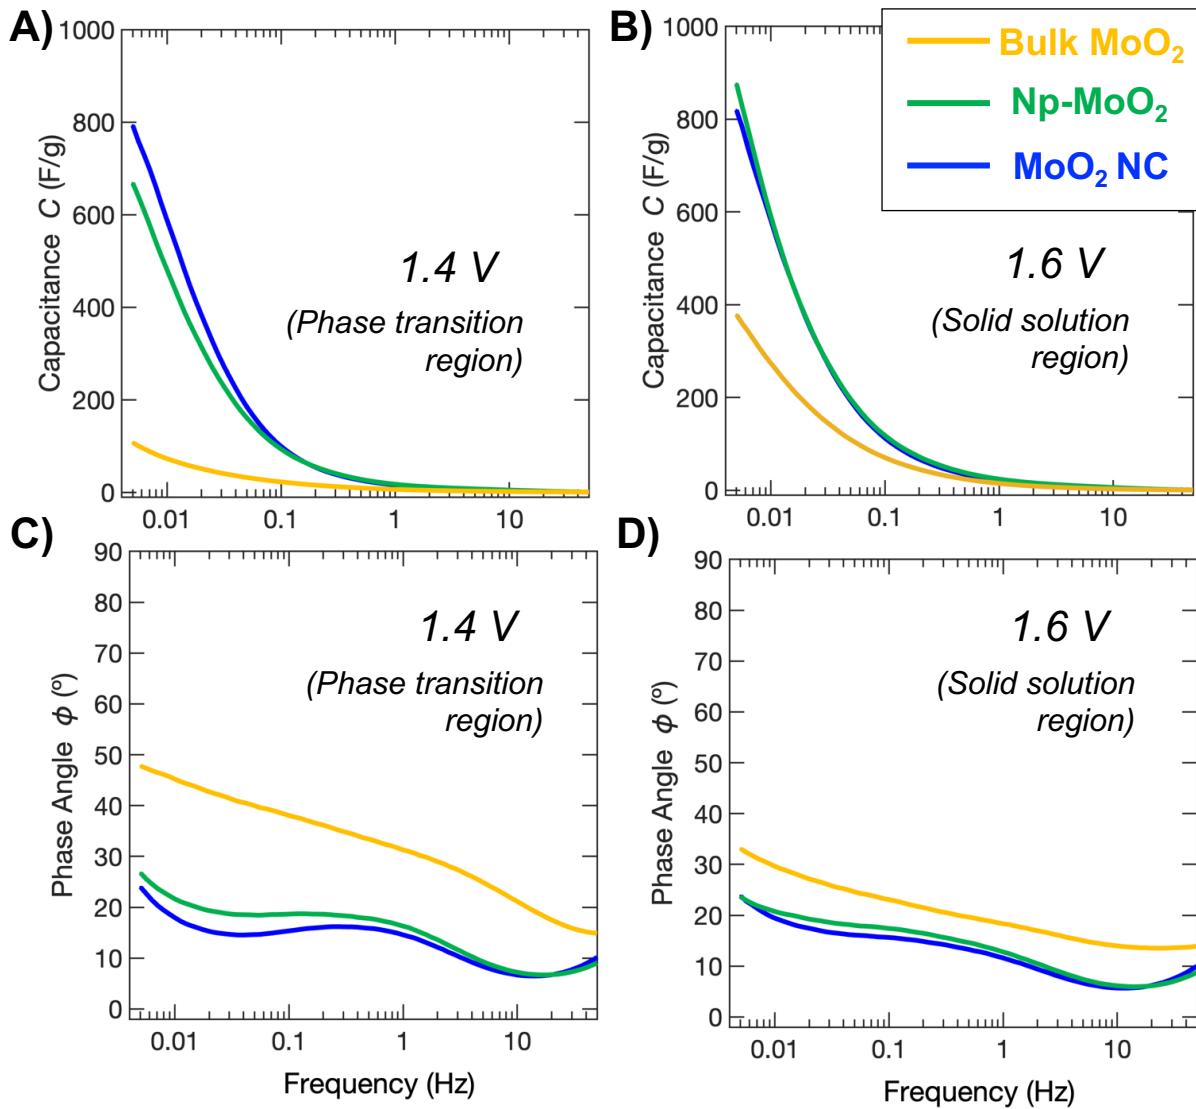 A)
1000
800
600
400
200
0
Capacitance C (F/g)
1.4 V
(Phase transition
region)
0.01
0.1
1
10
B)
1000
800
600
400
200
0
Capacitance C (F/g)
1.6 V
(Solid solution
region)
0.01
0.1
1
10
Bulk MoO₂
Np-MoO₂
MoO₂ NC
C)
90
80
70
60
50
40
30
20
10
0
Phase Angle ϕ (º)
1.4 V
(Phase transition
region)
0.01
0.1
1
10
Frequency (Hz)
D)
90
80
70
60
50
40
30
20
10
0
Phase Angle ϕ (º)
1.6 V
(Solid solution
region)
0.01
0.1
1
10
Frequency (Hz)